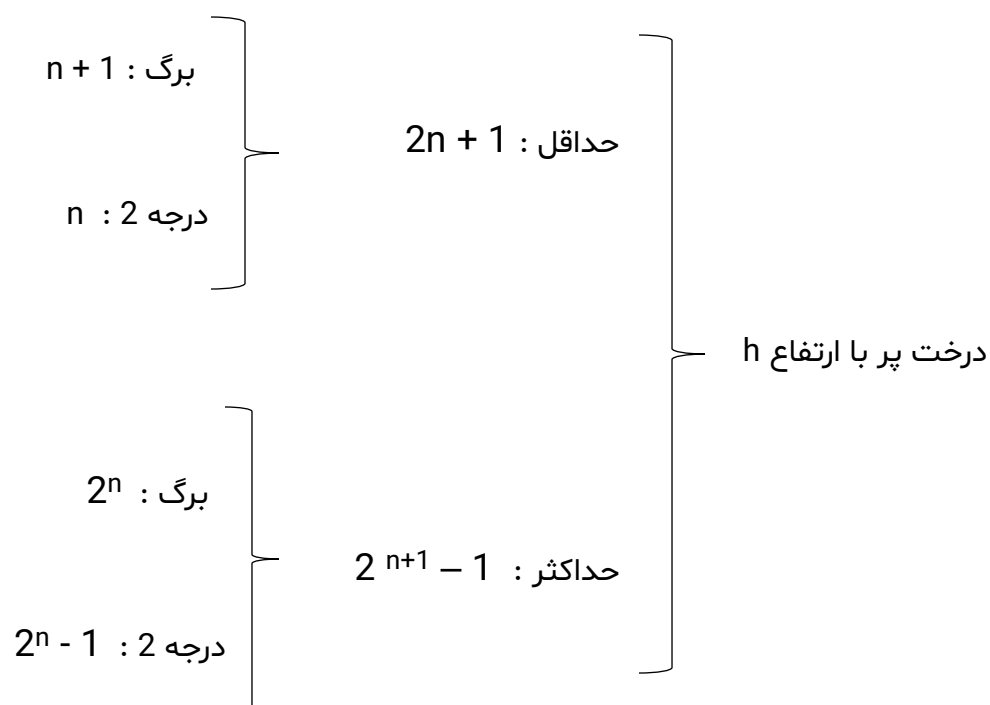 درخت پر با ارتفاع h
حداقل : 2n + 1
برگ : n + 1
درجه 2 : n
حداکثر : 2 ⁿ⁺¹ – 1
برگ : 2ⁿ
درجه 2 : 2ⁿ - 1